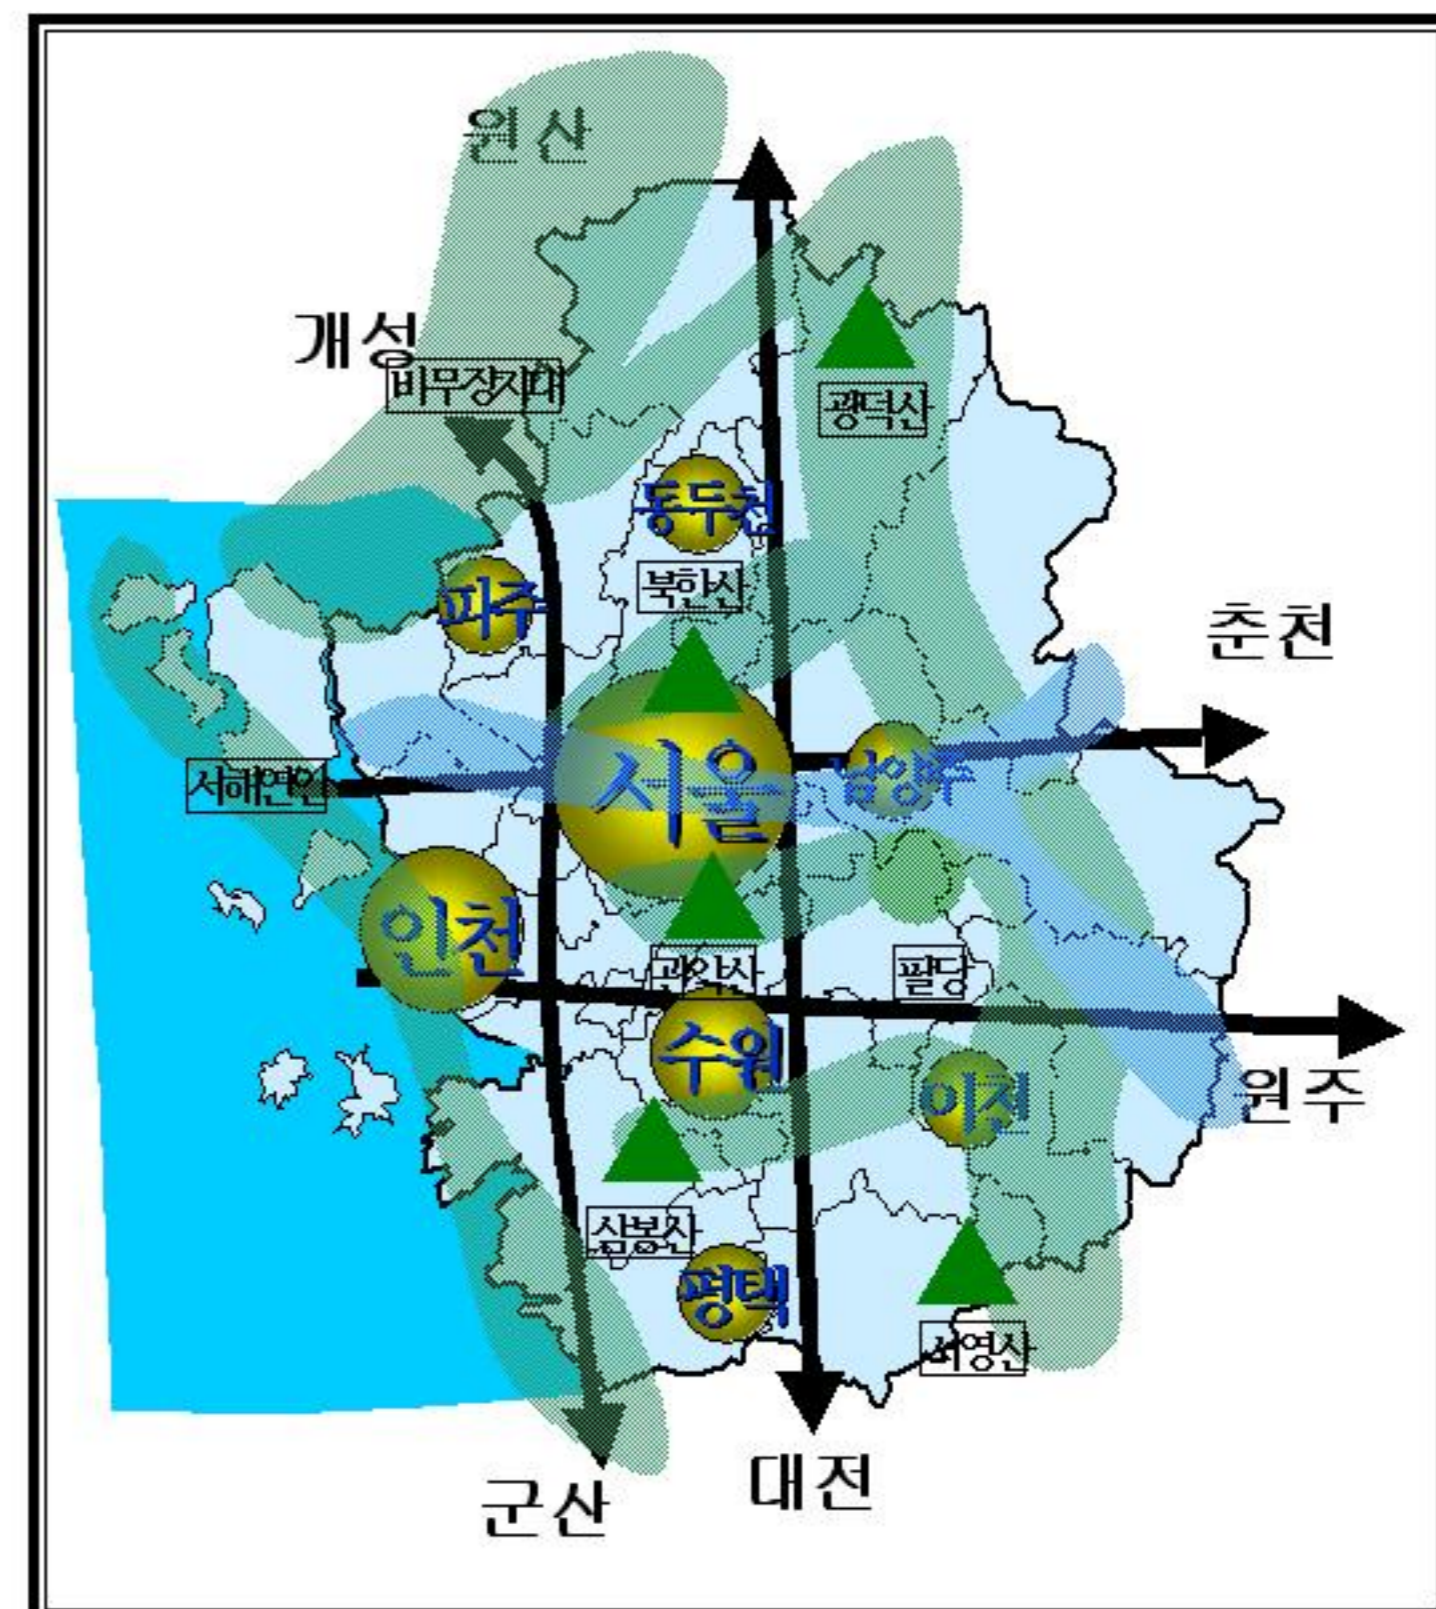 원산
개성
비무장지대
광덕산
동두천
북한산
파주
춘천
서울
남양주
서해연안
인천
관악산
팔당
수원
이천
원주
삼봉산
평택
서영산
대전
군산